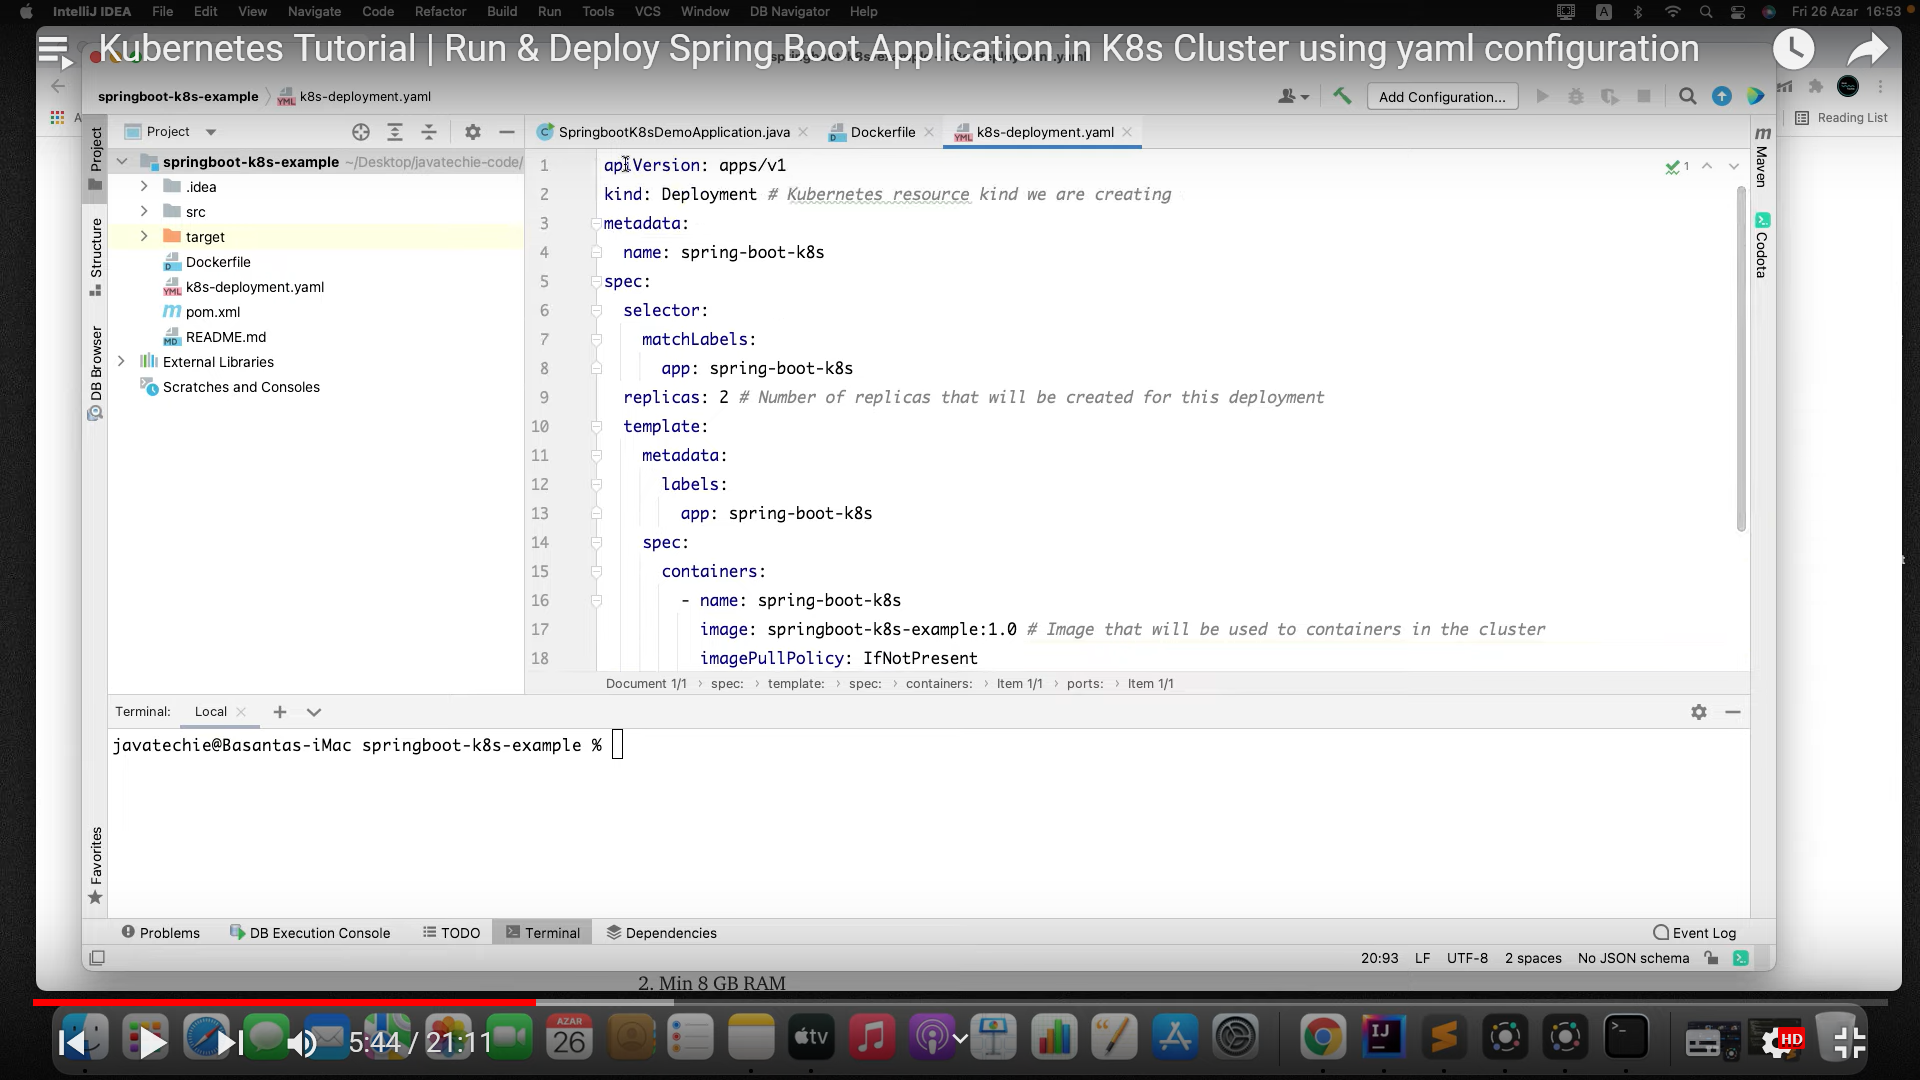 IntelliJ IDEA File Edit View Navigate Code Refactor Build Run Tools VCS Window DB Navigator Help
A Fri 26 Azar 16:53
Kubernetes Tutorial | Run & Deploy Spring Boot Application in K8s Cluster using yaml configuration
springboot-k8s-example k8s-deployment.yaml
Add Configuration...
Reading List
Project
SpringbootK8sDemoApplication.java Dockerfile k8s-deployment.yaml
springboot-k8s-example ~/Desktop/javatechie-code/
.idea
src
target
Dockerfile
k8s-deployment.yaml
pom.xml
README.md
External Libraries
Scratches and Consoles
Project
Structure
DB Browser
Favorites
1 apiVersion: apps/v1
2 kind: Deployment # Kubernetes resource kind we are creating
3 metadata:
4 name: spring-boot-k8s
5 spec:
6 selector:
7 matchLabels:
8 app: spring-boot-k8s
9 replicas: 2 # Number of replicas that will be created for this deployment
10 template:
11 metadata:
12 labels:
13 app: spring-boot-k8s
14 spec:
15 containers:
16 - name: spring-boot-k8s
17 image: springboot-k8s-example:1.0 # Image that will be used to containers in the cluster
18 imagePullPolicy: IfNotPresent
1
Maven
Codota
Document 1/1 › spec: › template: › spec: › containers: › Item 1/1 › ports: › Item 1/1
Terminal: Local
javatechie@Basantas-iMac springboot-k8s-example %
Problems DB Execution Console TODO Terminal Dependencies Event Log
20:93 LF UTF-8 2 spaces No JSON schema
2. Min 8 GB RAM
5:44 / 21:11
AZAR
26
tv
IJ
HD